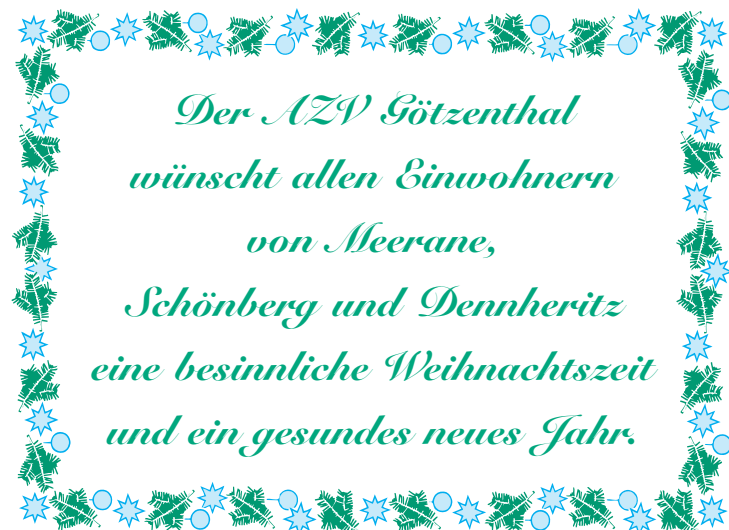 Der AZV Götzenthal
wünscht allen Einwohnern
von Meerane,
Schönberg und Dennheritz
eine besinnliche Weihnachtszeit
und ein gesundes neues Jahr.